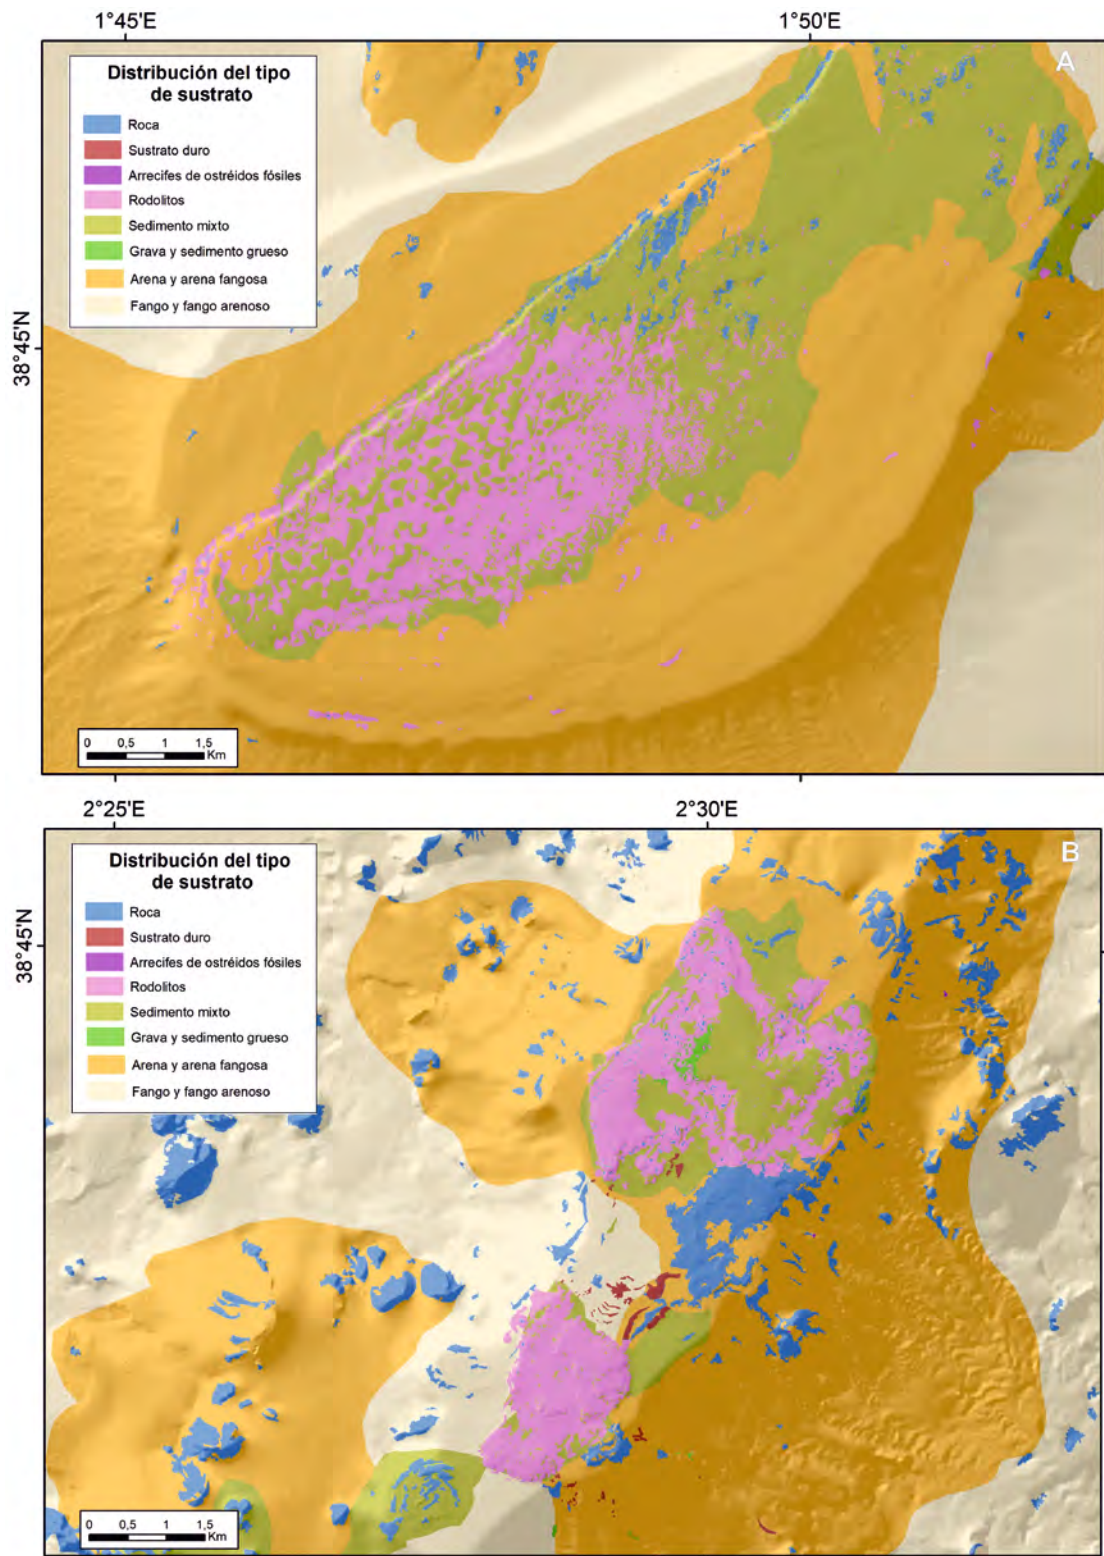 1°45'E 1°50'E
A
Distribución del tipo
de sustrato
Roca
Sustrato duro
Arrecifes de ostréidos fósiles
Rodolitos
Sedimento mixto
Grava y sedimento grueso
Arena y arena fangosa
Fango y fango arenoso
38°45'N
0 0,5 1 1,5
Km
2°25'E 2°30'E
B
Distribución del tipo
de sustrato
Roca
Sustrato duro
Arrecifes de ostréidos fósiles
Rodolitos
Sedimento mixto
Grava y sedimento grueso
Arena y arena fangosa
Fango y fango arenoso
38°45'N
0 0,5 1 1,5
Km